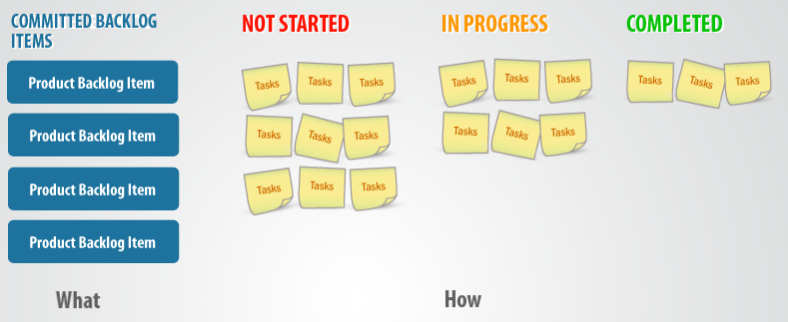 COMMITTED BACKLOG
ITEMS
NOT STARTED
IN PROGRESS
COMPLETED
Product Backlog Item
Tasks Tasks Tasks
Tasks Tasks Tasks
Tasks Tasks Tasks
Product Backlog Item
Tasks Tasks Tasks
Tasks Tasks Tasks
Product Backlog Item
Tasks Tasks Tasks
Product Backlog Item
What
How